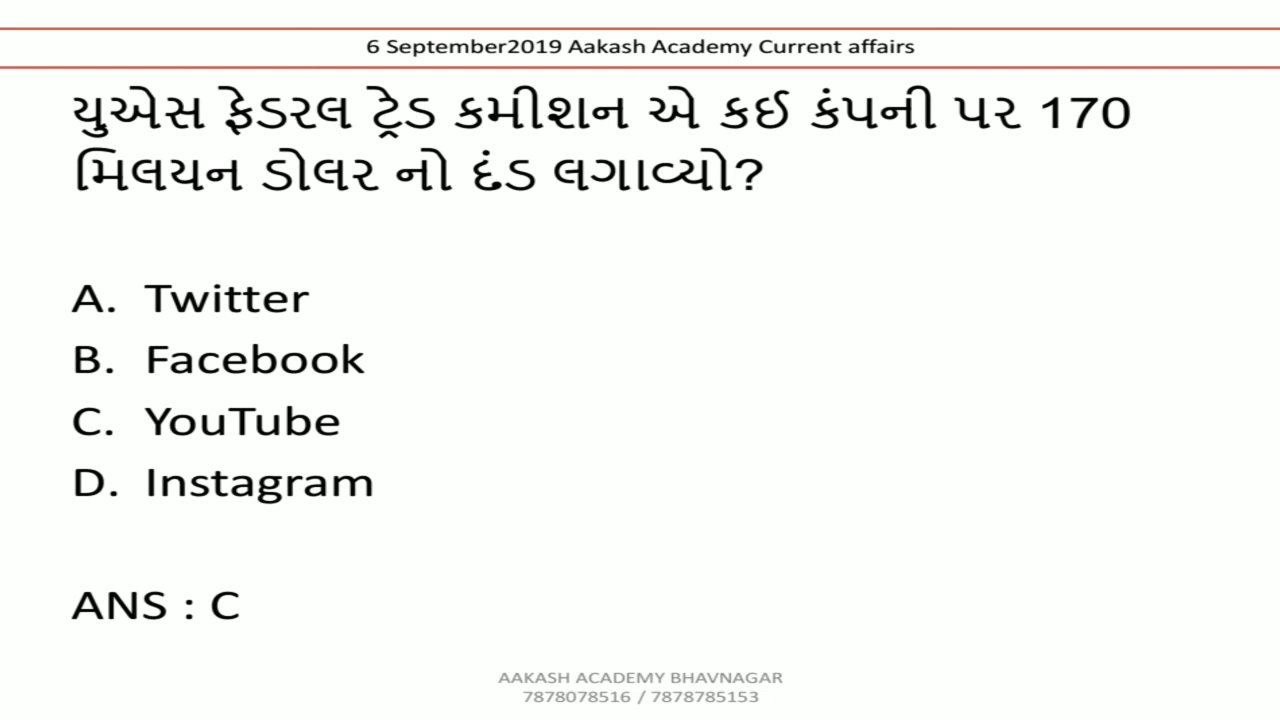 6 September2019 Aakash Academy Current affairs
યુએસ ફેડરલ ટ્રેડ કમીશન એ કઈ કંપની પર 170
મિલયન ડોલર નો દંડ લગાવ્યો?
A. Twitter
B. Facebook
C. YouTube
D. Instagram
ANS : C
AAKASH ACADEMY BHAVNAGAR
7878078516 / 7878785153